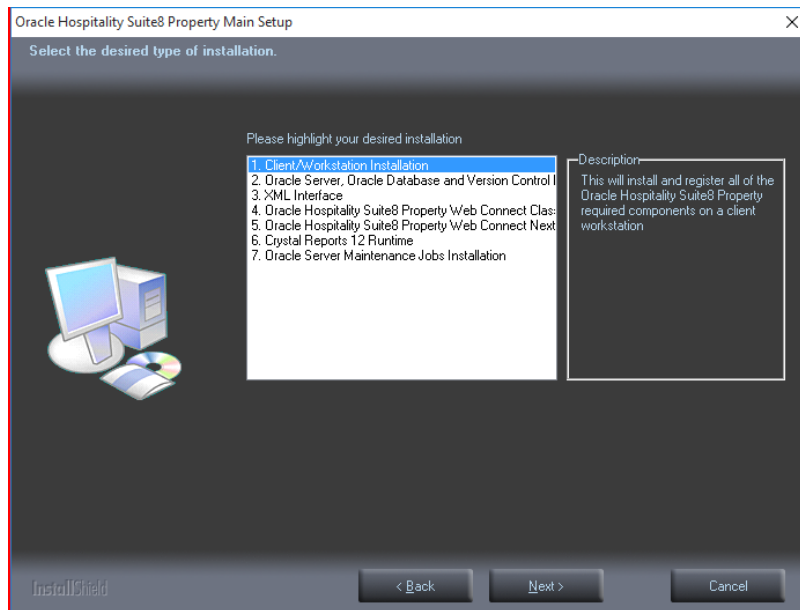 Oracle Hospitality Suite8 Property Main Setup
Select the desired type of installation.
Please highlight your desired installation
1. Client/Workstation Installation
2. Oracle Server, Oracle Database and Version Control I
3. XML Interface
4. Oracle Hospitality Suite8 Property Web Connect Clas
5. Oracle Hospitality Suite8 Property Web Connect Next
6. Crystal Reports 12 Runtime
7. Oracle Server Maintenance Jobs Installation
Description
This will install and register all of the
Oracle Hospitality Suite8 Property
required components on a client
workstation
InstallShield
< Back
Next >
Cancel